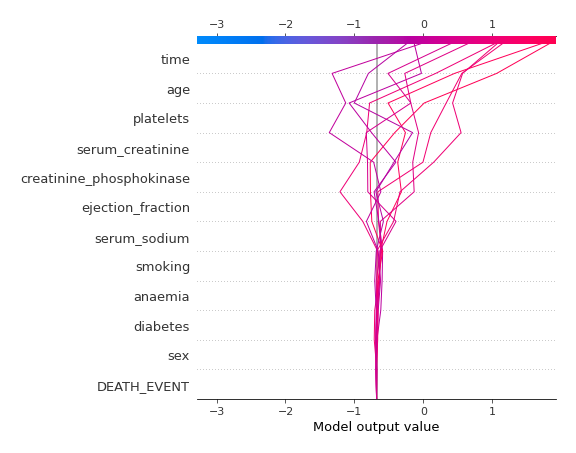 −3 −2 −1 0 1
time
age
platelets
serum_creatinine
creatinine_phosphokinase
ejection_fraction
serum_sodium
smoking
anaemia
diabetes
sex
DEATH_EVENT
−3 −2 −1 0 1
Model output value